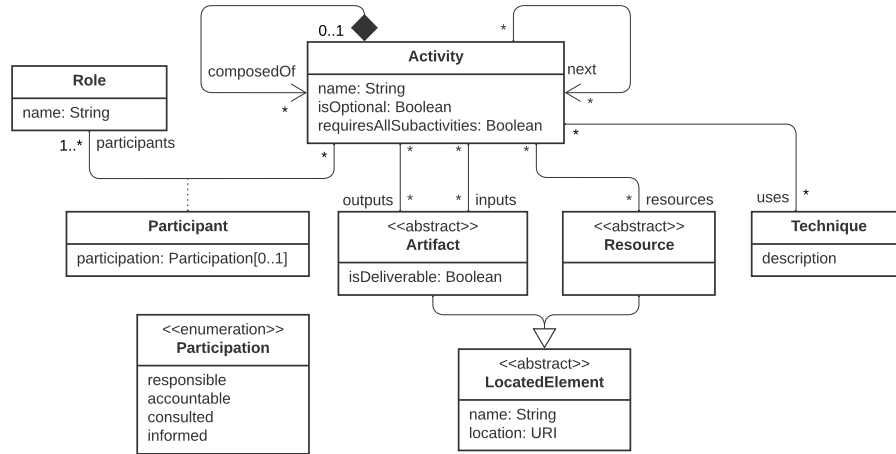 0..1
*
composedOf
*
Activity
name: String
isOptional: Boolean
requiresAllSubactivities: Boolean
next
*
Role
name: String
1..*
participants
*
*
*
*
*
outputs
*
*
inputs
*
resources
uses
*
Participant
participation: Participation[0..1]
<<abstract>>
Artifact
isDeliverable: Boolean
<<abstract>>
Resource
Technique
description
<<enumeration>>
Participation
responsible
accountable
consulted
informed
<<abstract>>
LocatedElement
name: String
location: URI